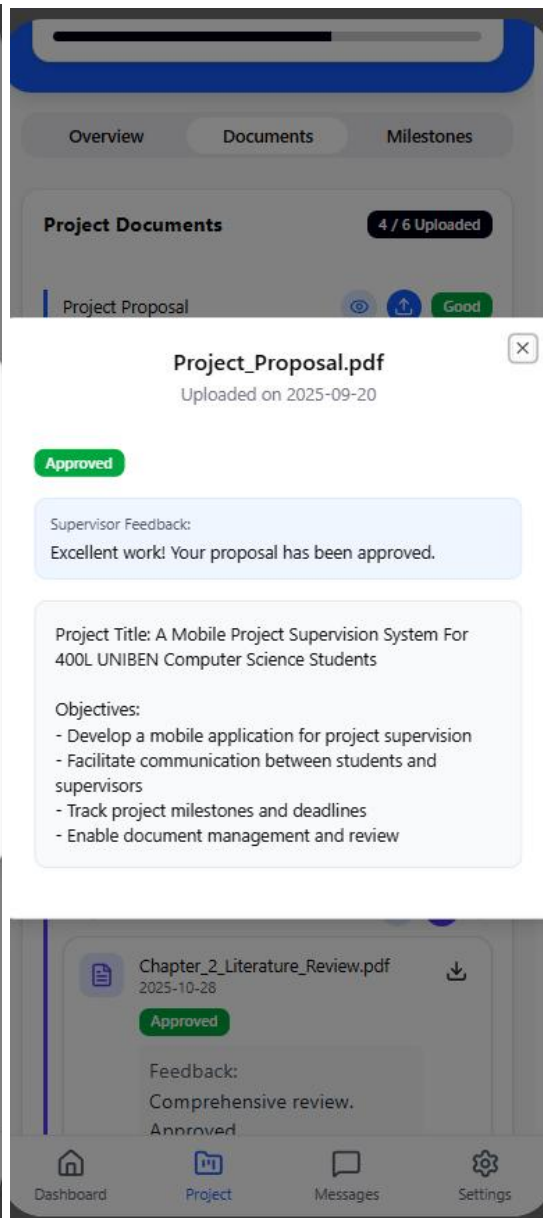 Overview Documents Milestones
Project Documents 4 / 6 Uploaded
Project Proposal Good
Project_Proposal.pdf
Uploaded on 2025-09-20
Approved
Supervisor Feedback:
Excellent work! Your proposal has been approved.
Project Title: A Mobile Project Supervision System For
400L UNIBEN Computer Science Students
Objectives:
- Develop a mobile application for project supervision
- Facilitate communication between students and
supervisors
- Track project milestones and deadlines
- Enable document management and review
Chapter_2_Literature_Review.pdf
2025-10-28
Approved
Feedback:
Comprehensive review.
Approved
Dashboard Project Messages Settings